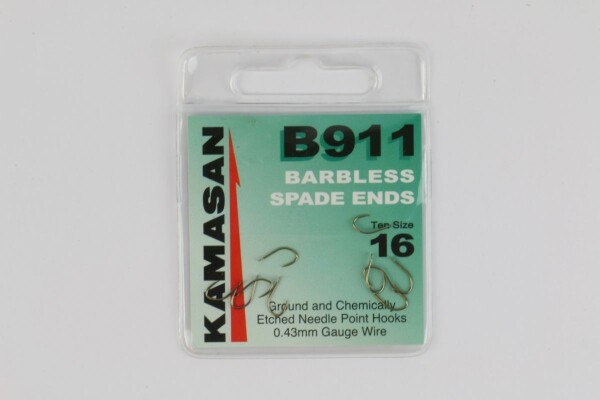 KAMASAN
B911
BARBLESS
SPADE ENDS
Ten Size
16
Ground and Chemically
Etched Needle Point Hooks
0.43mm Gauge Wire